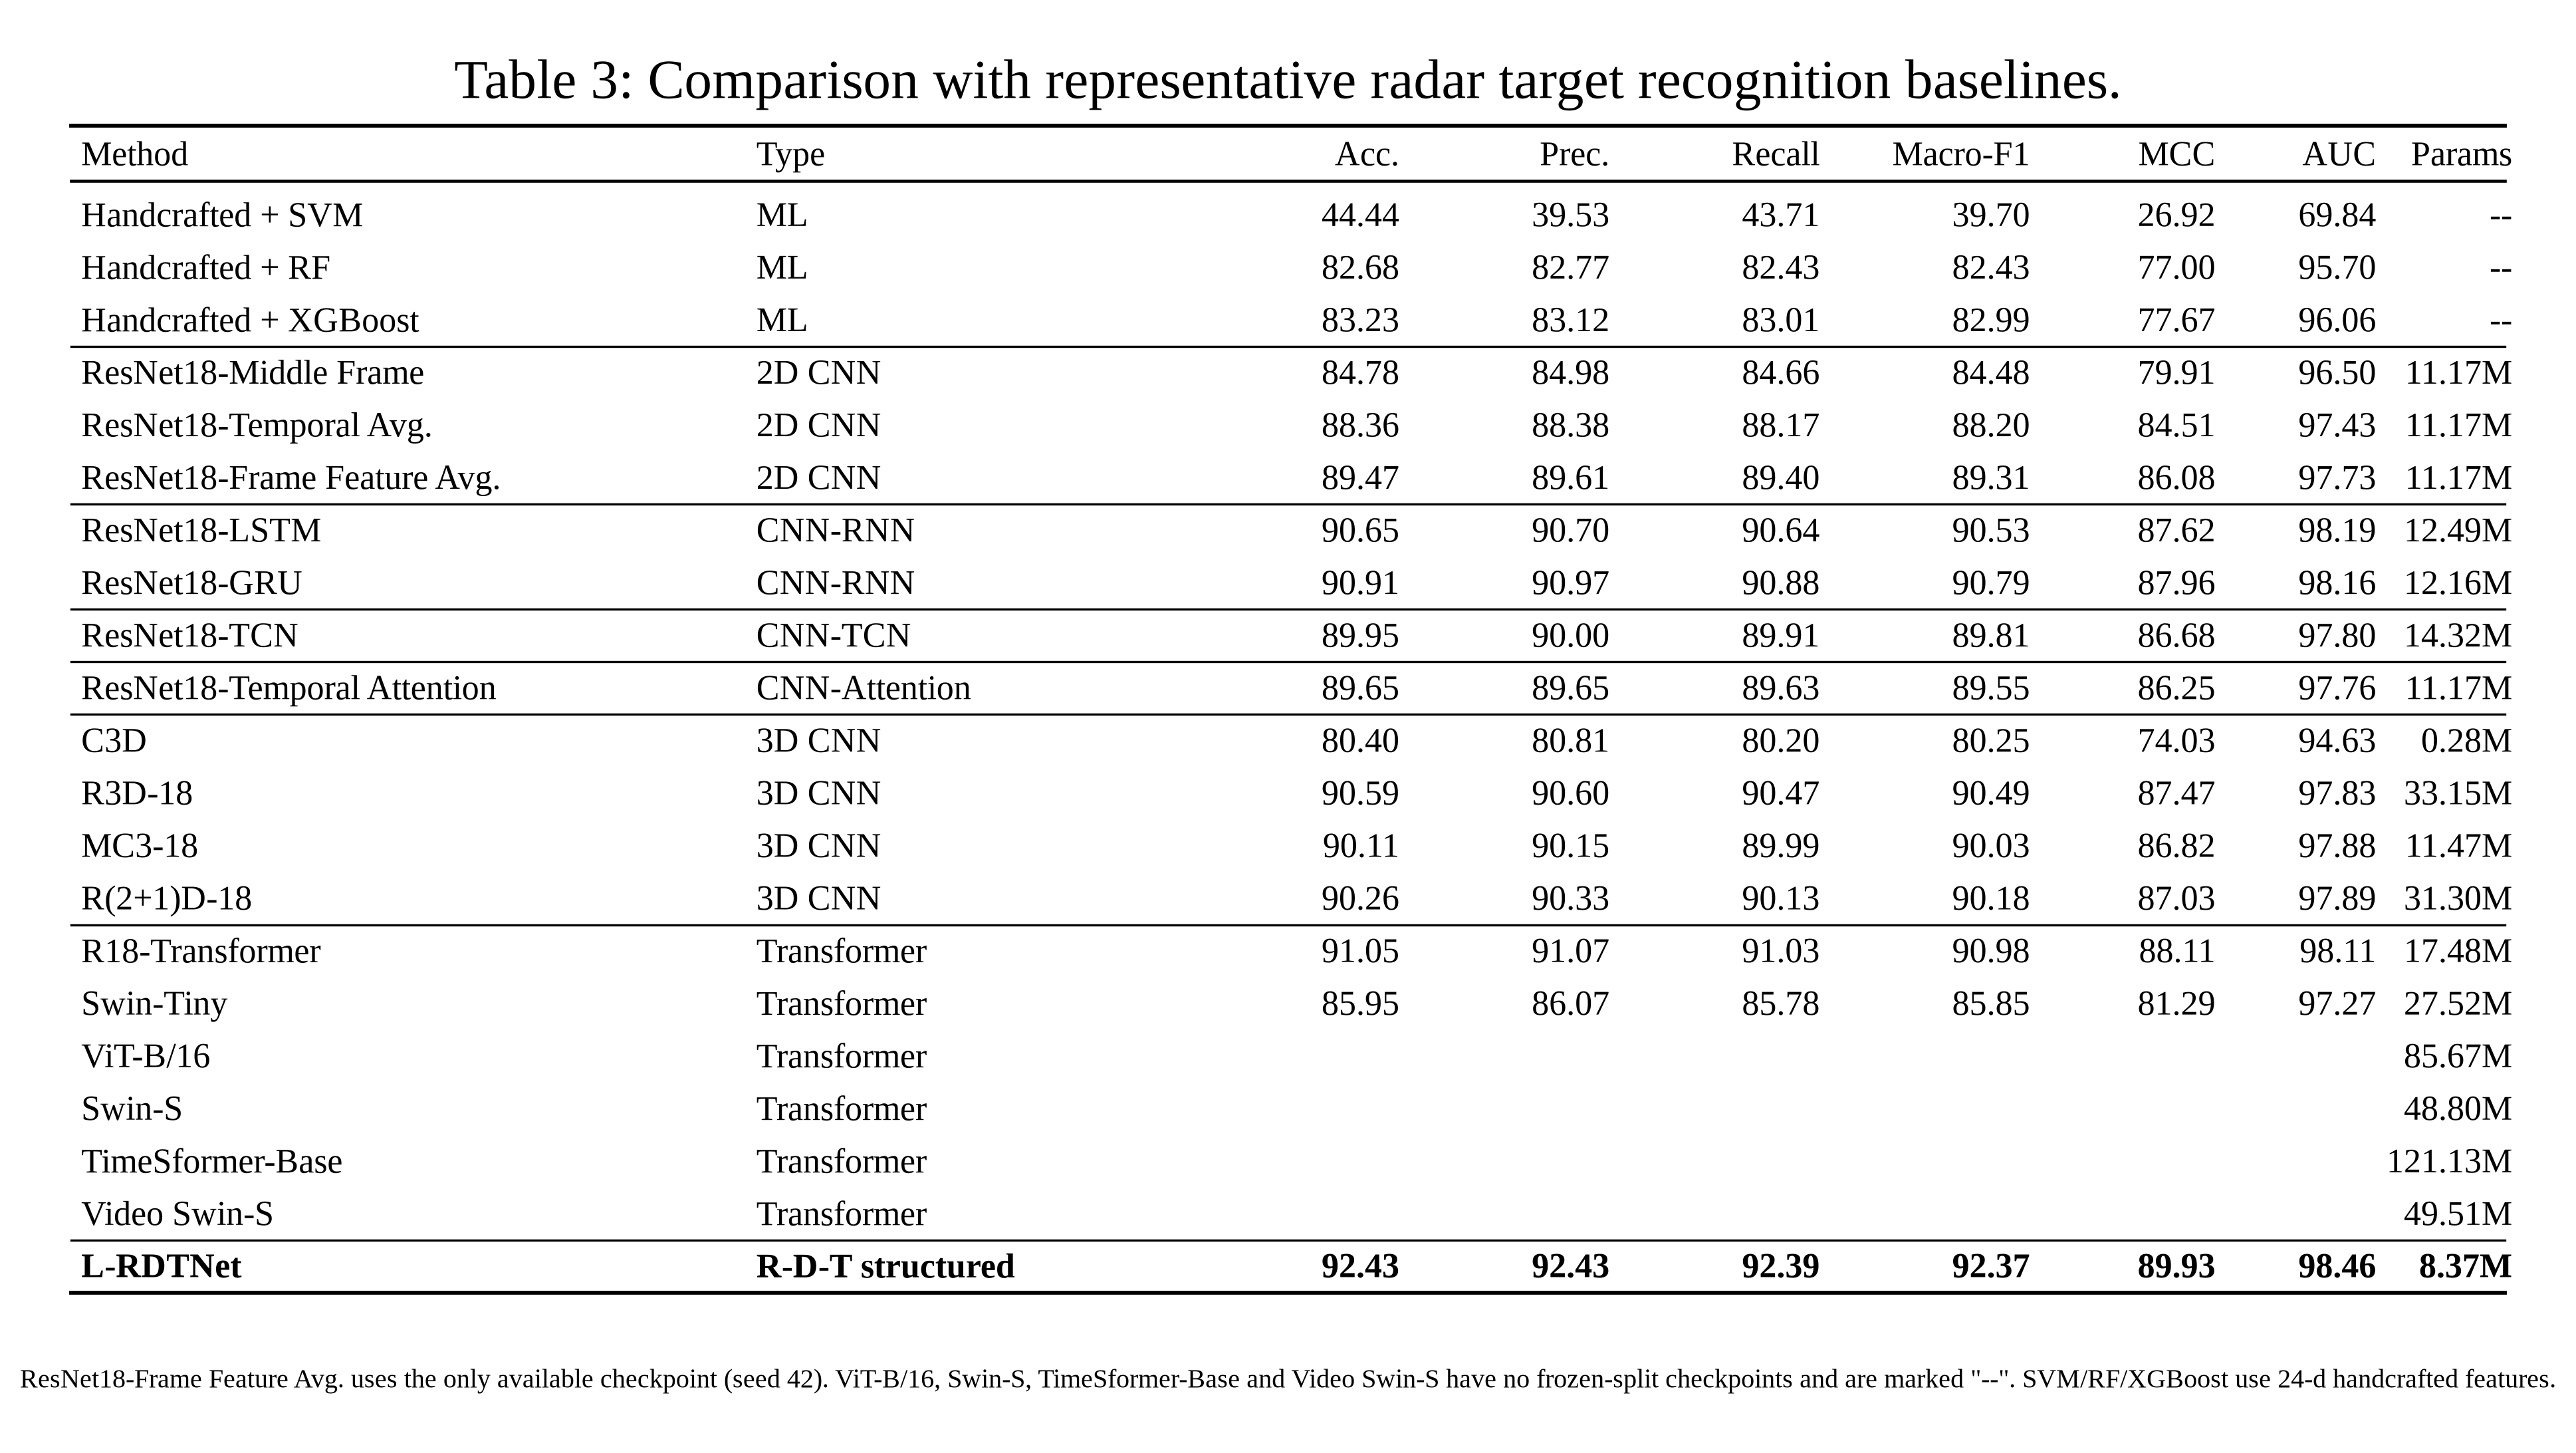 Table 3: Comparison with representative radar target recognition baselines.
Method Type Acc. Prec. Recall Macro-F1 MCC AUC Params
Handcrafted + SVM ML 44.44 39.53 43.71 39.70 26.92 69.84 --
Handcrafted + RF ML 82.68 82.77 82.43 82.43 77.00 95.70 --
Handcrafted + XGBoost ML 83.23 83.12 83.01 82.99 77.67 96.06 --
ResNet18-Middle Frame 2D CNN 84.78 84.98 84.66 84.48 79.91 96.50 11.17M
ResNet18-Temporal Avg. 2D CNN 88.36 88.38 88.17 88.20 84.51 97.43 11.17M
ResNet18-Frame Feature Avg. 2D CNN 89.47 89.61 89.40 89.31 86.08 97.73 11.17M
ResNet18-LSTM CNN-RNN 90.65 90.70 90.64 90.53 87.62 98.19 12.49M
ResNet18-GRU CNN-RNN 90.91 90.97 90.88 90.79 87.96 98.16 12.16M
ResNet18-TCN CNN-TCN 89.95 90.00 89.91 89.81 86.68 97.80 14.32M
ResNet18-Temporal Attention CNN-Attention 89.65 89.65 89.63 89.55 86.25 97.76 11.17M
C3D 3D CNN 80.40 80.81 80.20 80.25 74.03 94.63 0.28M
R3D-18 3D CNN 90.59 90.60 90.47 90.49 87.47 97.83 33.15M
MC3-18 3D CNN 90.11 90.15 89.99 90.03 86.82 97.88 11.47M
R(2+1)D-18 3D CNN 90.26 90.33 90.13 90.18 87.03 97.89 31.30M
R18-Transformer Transformer 91.05 91.07 91.03 90.98 88.11 98.11 17.48M
Swin-Tiny Transformer 85.95 86.07 85.78 85.85 81.29 97.27 27.52M
ViT-B/16 Transformer 85.67M
Swin-S Transformer 48.80M
TimeSformer-Base Transformer 121.13M
Video Swin-S Transformer 49.51M
L-RDTNet R-D-T structured 92.43 92.43 92.39 92.37 89.93 98.46 8.37M
ResNet18-Frame Feature Avg. uses the only available checkpoint (seed 42). ViT-B/16, Swin-S, TimeSformer-Base and Video Swin-S have no frozen-split checkpoints and are marked "--". SVM/RF/XGBoost use 24-d handcrafted features.